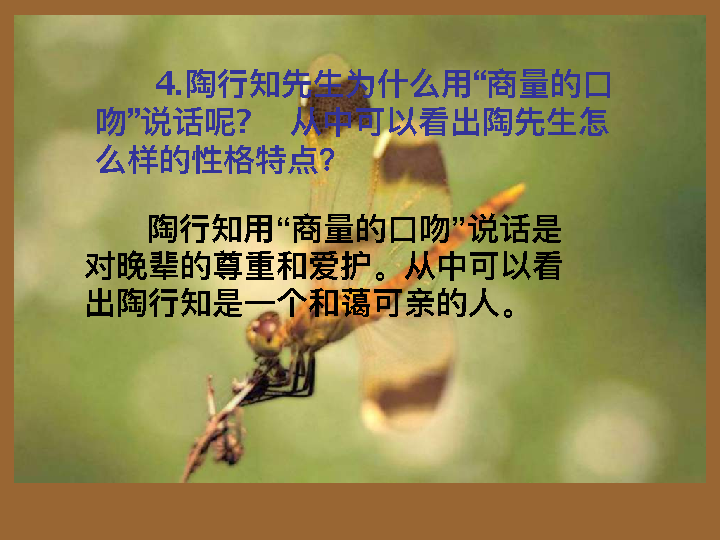 4.陶行知先生为什么用“商量的口
吻”说话呢？ 从中可以看出陶先生怎
么样的性格特点？
陶行知用“商量的口吻”说话是
对晚辈的尊重和爱护。从中可以看
出陶行知是一个和蔼可亲的人。